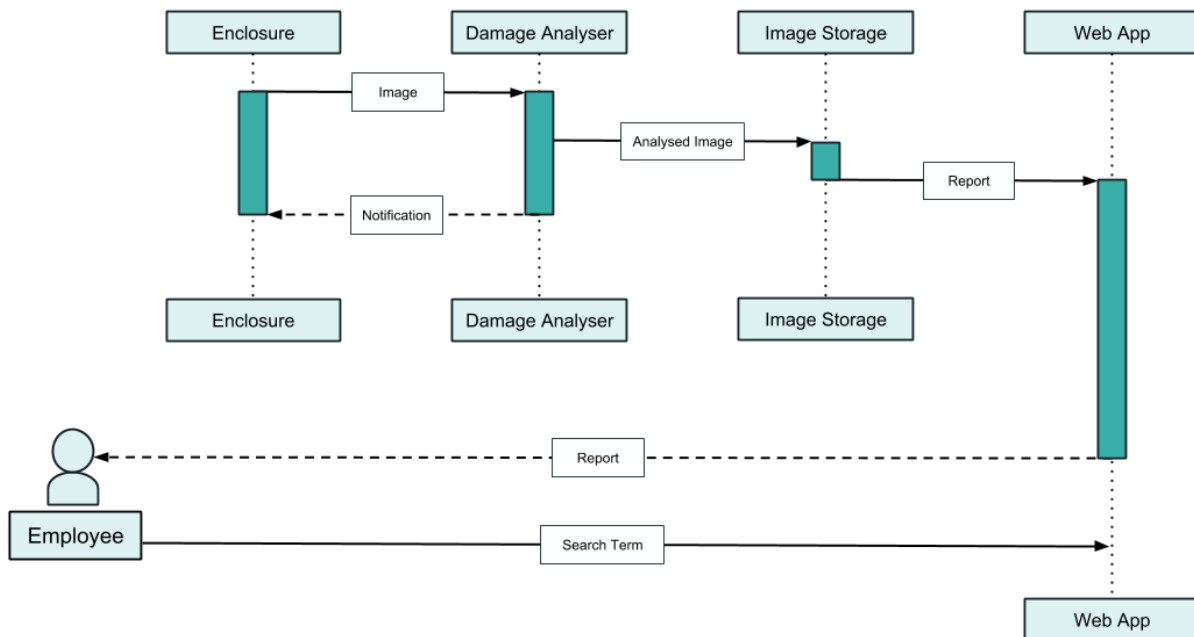 Enclosure
Damage Analyser
Image Storage
Web App
Image
Analysed Image
Report
Notification
Enclosure
Damage Analyser
Image Storage
Report
Employee
Search Term
Web App